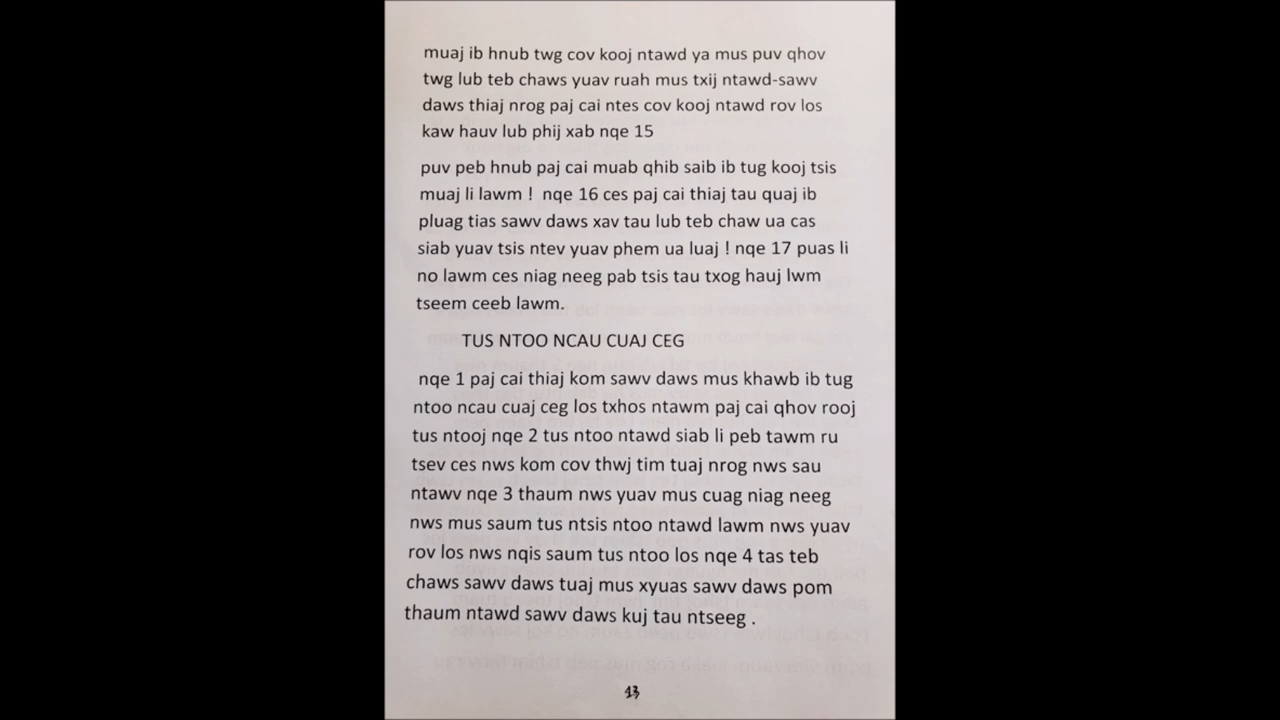 muaj ib hnub twg cov kooj ntawd ya mus puv qhov
twg lub teb chaws yuav ruah mus txij ntawd-sawv
daws thiaj nrog paj cai ntes cov kooj ntawd rov los
kaw hauv lub phij xab nqe 15
puv peb hnub paj cai muab qhib saib ib tug kooj tsis
muaj li lawm ! nqe 16 ces paj cai thiaj tau quaj ib
pluag tias sawv daws xav tau lub teb chaw ua cas
siab yuav tsis ntev yuav phem ua luaj ! nqe 17 puas li
no lawm ces niag neeg pab tsis tau txog hauj lwm
tseem ceeb lawm.
TUS NTOO NCAU CUAJ CEG
nqe 1 paj cai thiaj kom sawv daws mus khawb ib tug
ntoo ncau cuaj ceg los txhos ntawm paj cai qhov rooj
tus ntooj nqe 2 tus ntoo ntawd siab li peb tawm ru
tsev ces nws kom cov thwj tim tuaj nrog nws sau
ntawv nqe 3 thaum nws yuav mus cuag niag neeg
nws mus saum tus ntsis ntoo ntawd lawm nws yuav
rov los nws nqis saum tus ntoo los nqe 4 tas teb
chaws sawv daws tuaj mus xyuas sawv daws pom
thaum ntawd sawv daws kuj tau ntseeg .